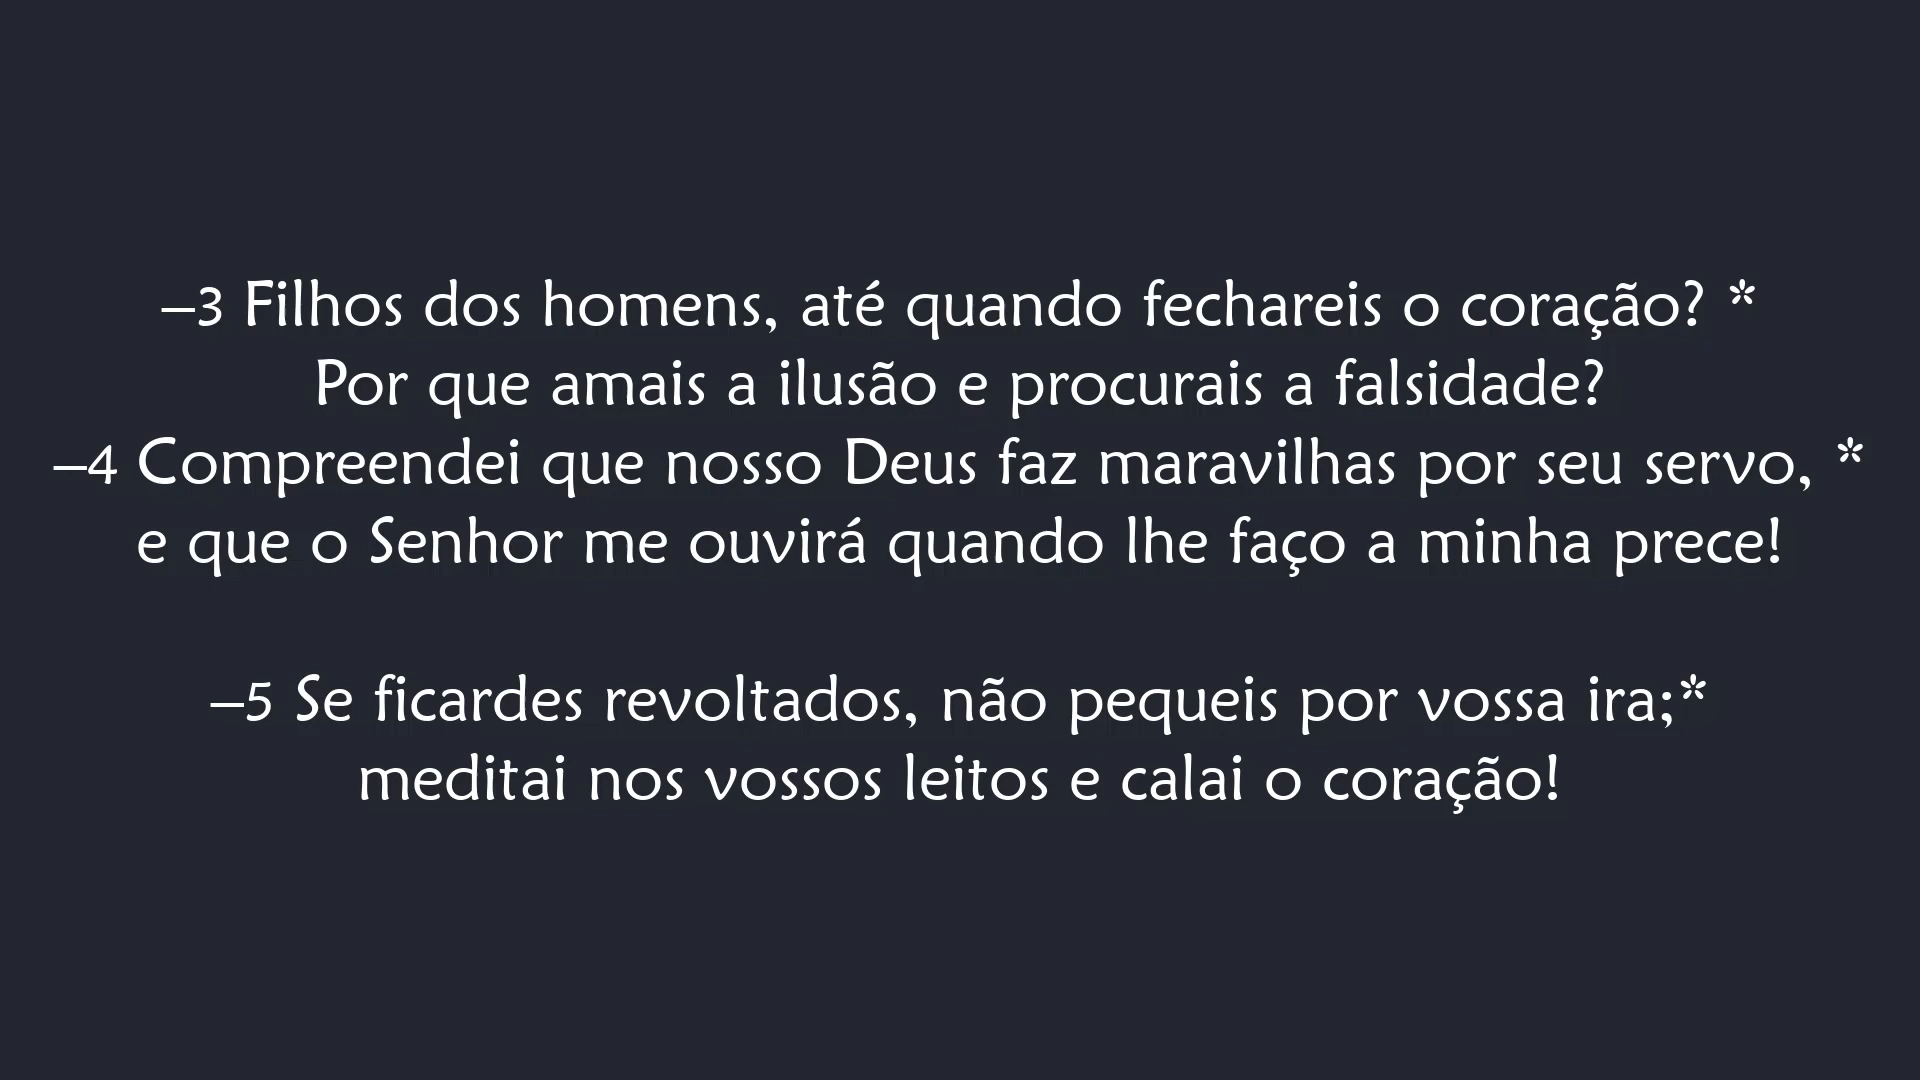 –3 Filhos dos homens, até quando fechareis o coração? *
Por que amais a ilusão e procurais a falsidade?
–4 Compreendei que nosso Deus faz maravilhas por seu servo, *
e que o Senhor me ouvirá quando lhe faço a minha prece!
–5 Se ficardes revoltados, não pequeis por vossa ira;*
meditai nos vossos leitos e calai o coração!